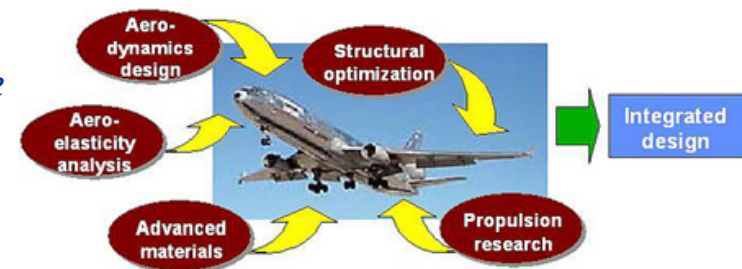 Aero-
dynamics
design
Structural
optimization
e
Aero-
elasticity
analysis
Integrated
design
Advanced
materials
Propulsion
research